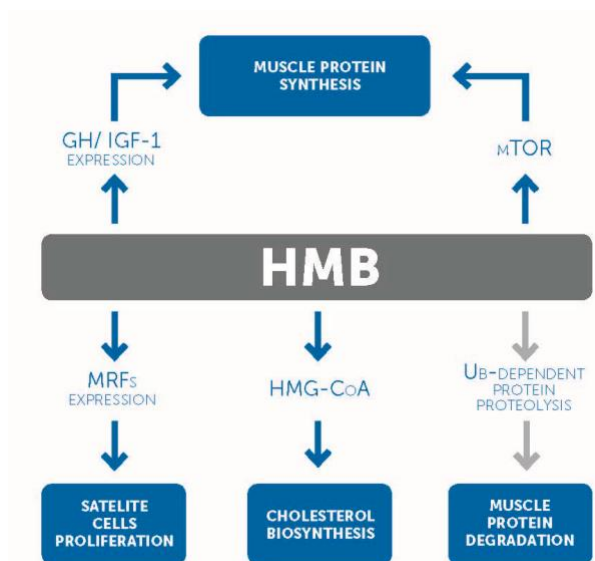 MUSCLE PROTEIN
SYNTHESIS
GH/ IGF-1
EXPRESSION
MTOR
HMB
MRFS
EXPRESSION
HMG-COA
UB-DEPENDENT
PROTEIN
PROTEOLYSIS
SATELITE
CELLS
PROLIFERATION
CHOLESTEROL
BIOSYNTHESIS
MUSCLE
PROTEIN
DEGRADATION